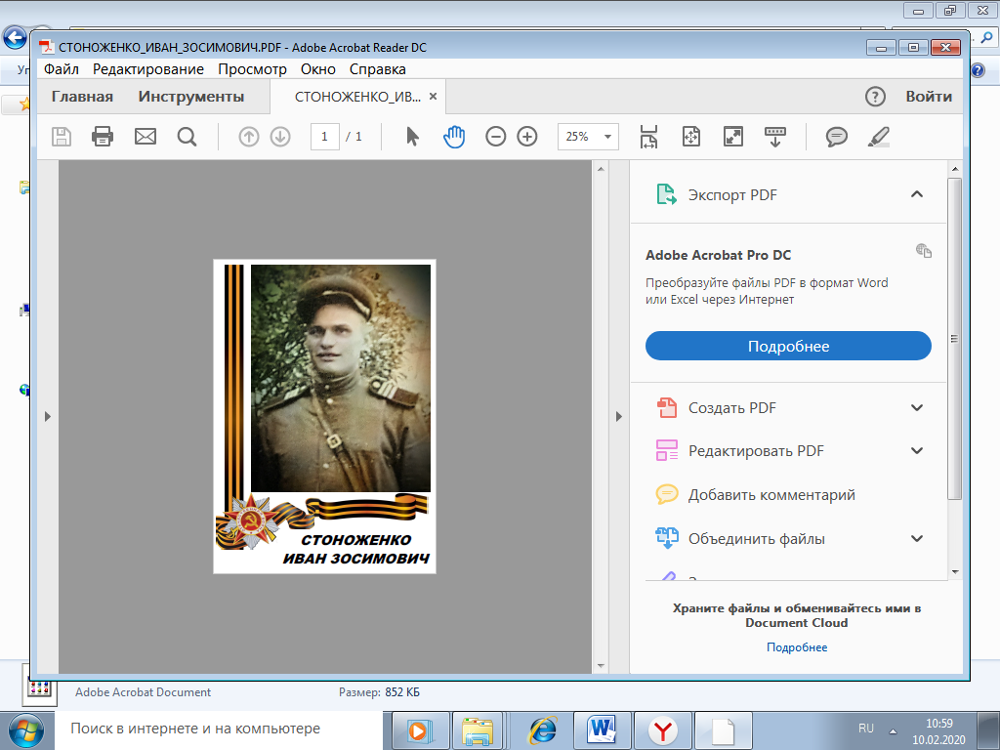 СТОНОЖЕНКО_ИВАН_ЗОСИМОВИЧ.PDF - Adobe Acrobat Reader DC
Файл Редактирование Просмотр Окно Справка
Главная Инструменты СТОНОЖЕНКО_ИВ... Войти
1 / 1 25%
Экспорт PDF
Adobe Acrobat Pro DC
Преобразуйте файлы PDF в формат Word
или Excel через Интернет
Подробнее
Создать PDF
Редактировать PDF
Добавить комментарий
Объединить файлы
СТОНОЖЕНКО
ИВАН ЗОСИМОВИЧ
Храните файлы и обменивайтесь ими в
Document Cloud
Подробнее
Adobe Acrobat Document Размер: 852 КБ
Поиск в интернете и на компьютере
RU 10:59
10.02.2020